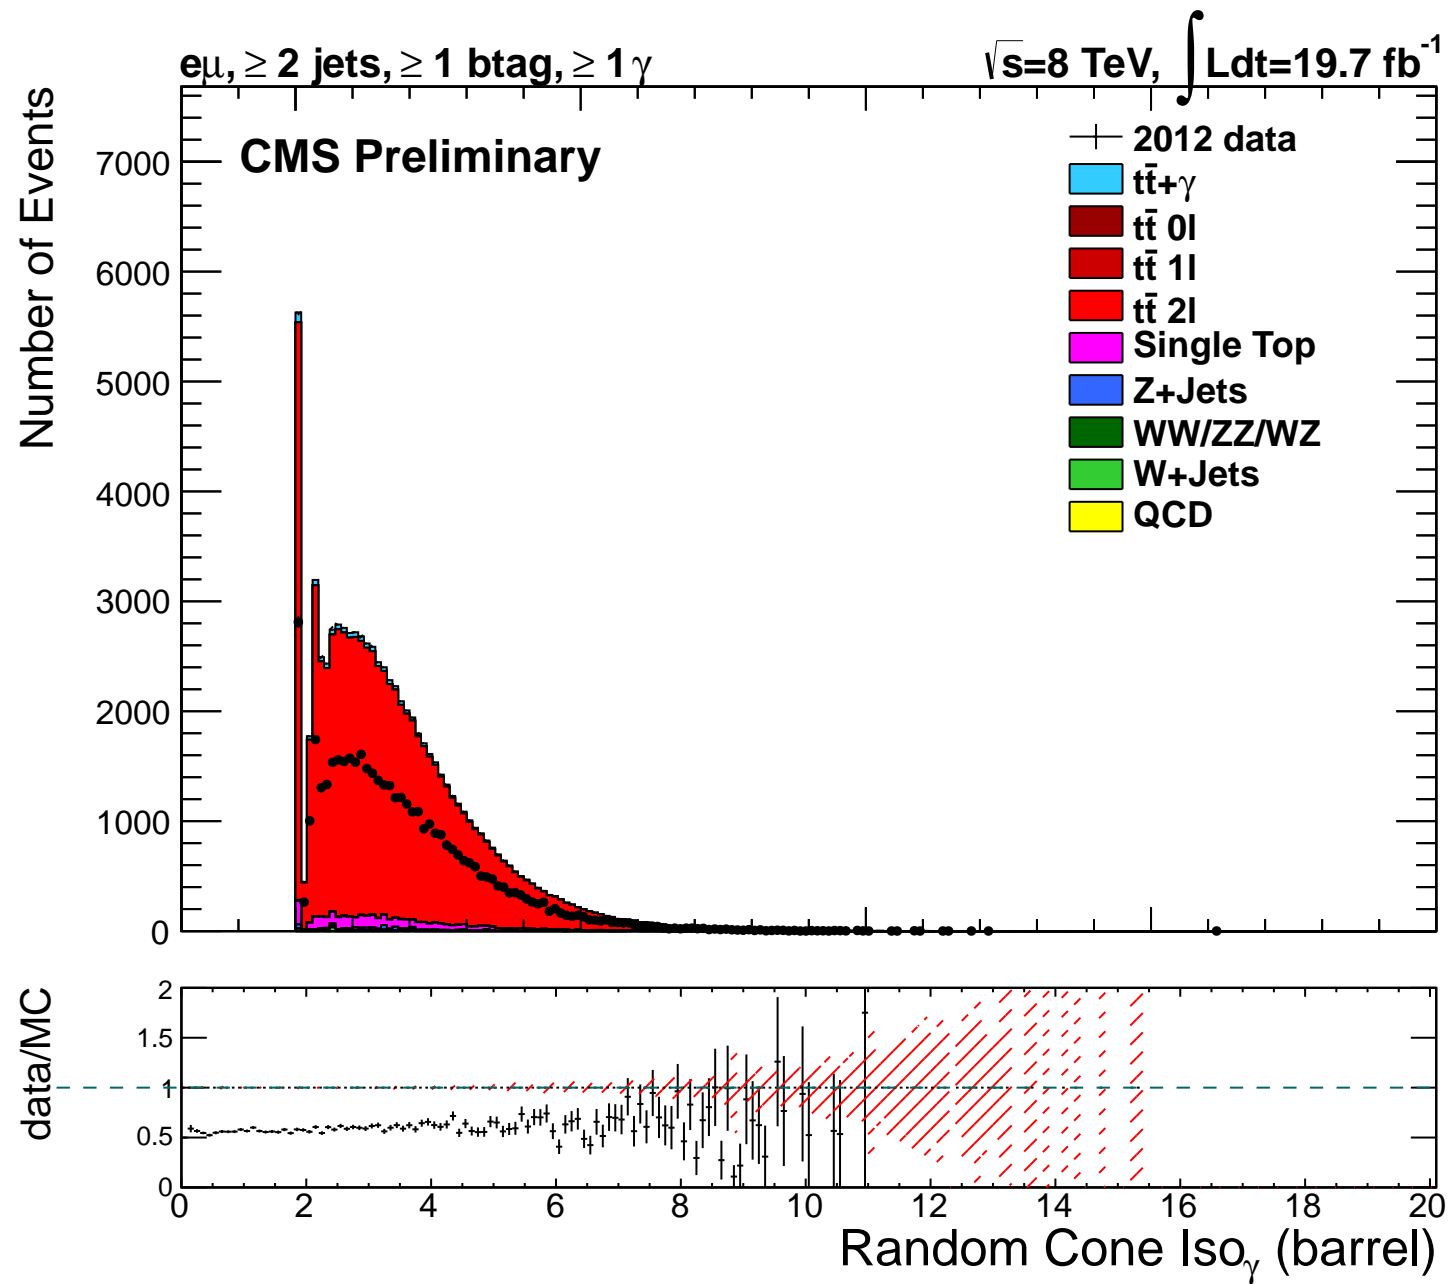 eμ, ≥ 2 jets, ≥ 1 btag, ≥ 1 γ
√s=8 TeV, ∫ Ldt=19.7 fb⁻¹
CMS Preliminary
Number of Events
7000
6000
5000
4000
3000
2000
1000
0
2012 data
tt̄+γ
tt̄ 0l
tt̄ 1l
tt̄ 2l
Single Top
Z+Jets
WW/ZZ/WZ
W+Jets
QCD
data/MC
2
1.5
1
0.5
0
0 2 4 6 8 10 12 14 16 18 20
Random Cone Iso_γ (barrel)